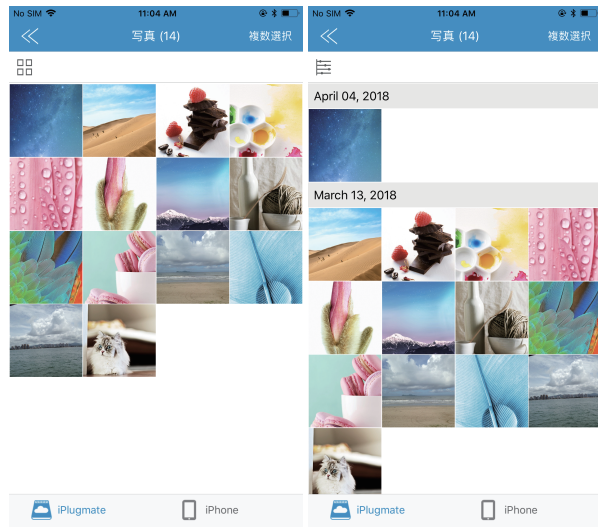 No SIM 11:04 AM
写真 (14) 複数選択
iPlugmate iPhone
No SIM 11:04 AM
写真 (14) 複数選択
April 04, 2018
March 13, 2018
iPlugmate iPhone